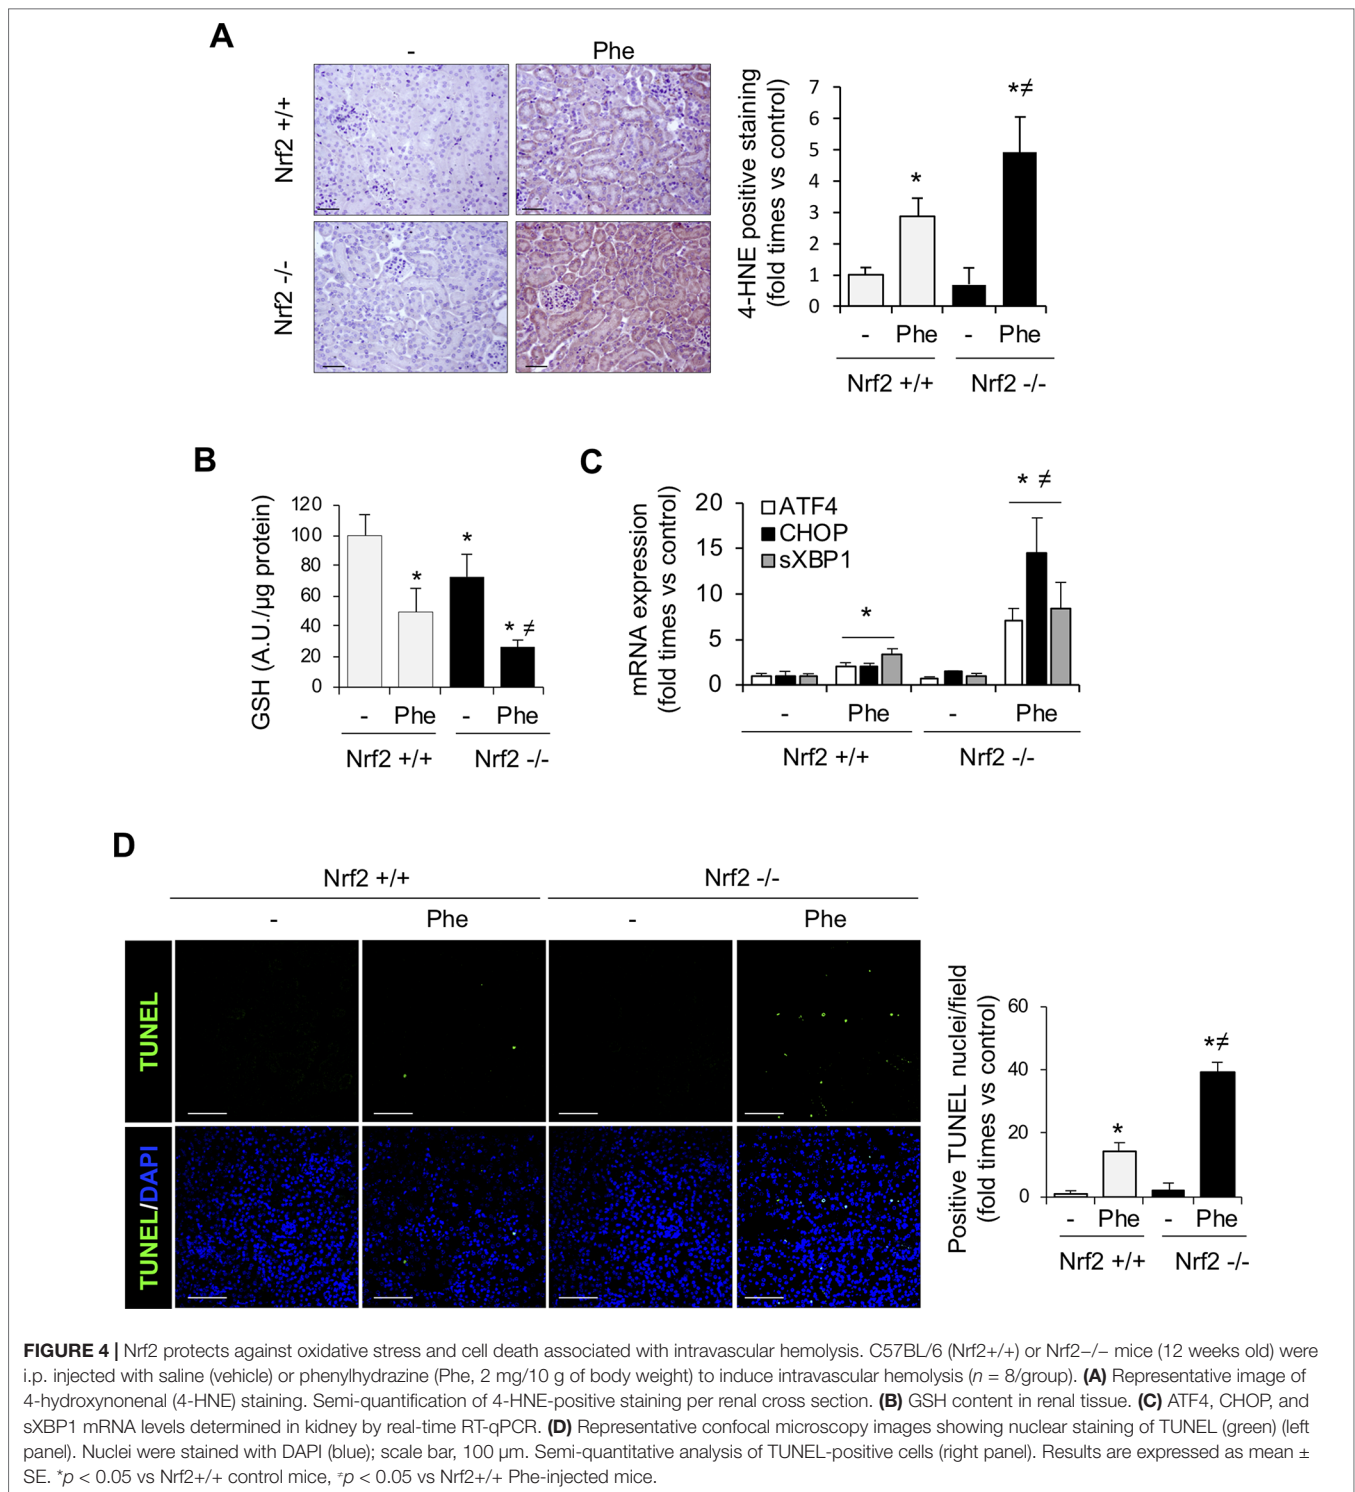 A
-
Phe
Nrf2 +/+
Nrf2 -/-
4-HNE positive staining
(fold times vs control)
7
6
5
4
3
2
1
0
*
*≠
-
Phe
-
Phe
Nrf2 +/+
Nrf2 -/-
B
GSH (A.U./µg protein)
120
100
80
60
40
20
0
*
*
* ≠
-
Phe
-
Phe
Nrf2 +/+
Nrf2 -/-
C
mRNA expression
(fold times vs control)
20
15
10
5
0
ATF4
CHOP
sXBP1
*
* ≠
-
Phe
-
Phe
Nrf2 +/+
Nrf2 -/-
D
Nrf2 +/+
Nrf2 -/-
-
Phe
-
Phe
TUNEL
TUNEL/DAPI
Positive TUNEL nuclei/field
(fold times vs control)
60
40
20
0
*
*≠
-
Phe
-
Phe
Nrf2 +/+
Nrf2 -/-
FIGURE 4 | Nrf2 protects against oxidative stress and cell death associated with intravascular hemolysis. C57BL/6 (Nrf2+/+) or Nrf2−/− mice (12 weeks old) were
i.p. injected with saline (vehicle) or phenylhydrazine (Phe, 2 mg/10 g of body weight) to induce intravascular hemolysis (n = 8/group). (A) Representative image of
4-hydroxynonenal (4-HNE) staining. Semi-quantification of 4-HNE-positive staining per renal cross section. (B) GSH content in renal tissue. (C) ATF4, CHOP, and
sXBP1 mRNA levels determined in kidney by real-time RT-qPCR. (D) Representative confocal microscopy images showing nuclear staining of TUNEL (green) (left
panel). Nuclei were stained with DAPI (blue); scale bar, 100 µm. Semi-quantitative analysis of TUNEL-positive cells (right panel). Results are expressed as mean ±
SE. *p < 0.05 vs Nrf2+/+ control mice, ≠p < 0.05 vs Nrf2+/+ Phe-injected mice.